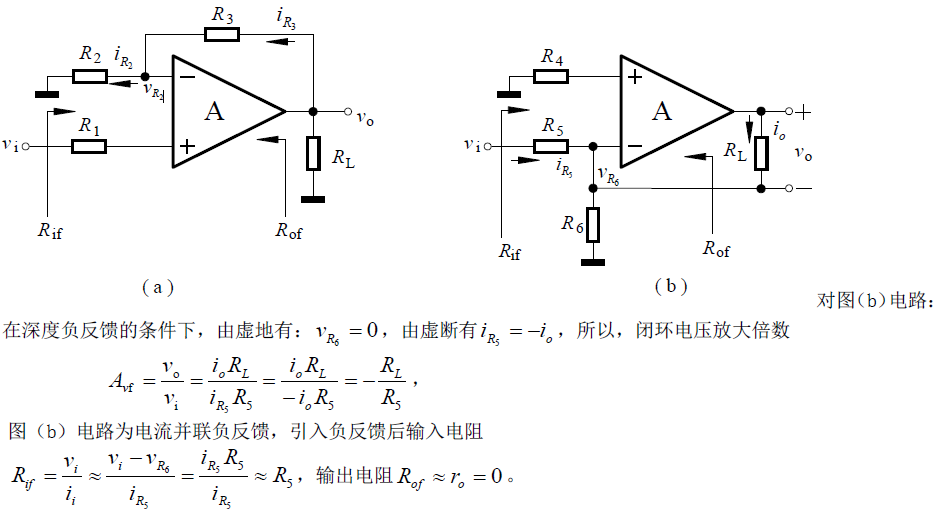 R3
iR3
R2
iR2
vR2
−
A
vo
R1
vi
+
RL
Rif
Rof
(a)
R4
+
A
R5
vi
iR5
−
vR6
io
+
RL
vo
−
R6
Rif
Rof
(b)
对图(b)电路:
在深度负反馈的条件下,由虚地有: vR6 = 0,由虚断有 iR5 = −io,所以,闭环电压放大倍数
Avf = vo/vi = ioRL/iR5R5 = ioRL/−ioR5 = −RL/R5,
图(b)电路为电流并联负反馈,引入负反馈后输入电阻
Rif = vi/ii ≈ vi − vR6/iR5 = iR5R5/iR5 ≈ R5,输出电阻 Rof ≈ ro = 0。